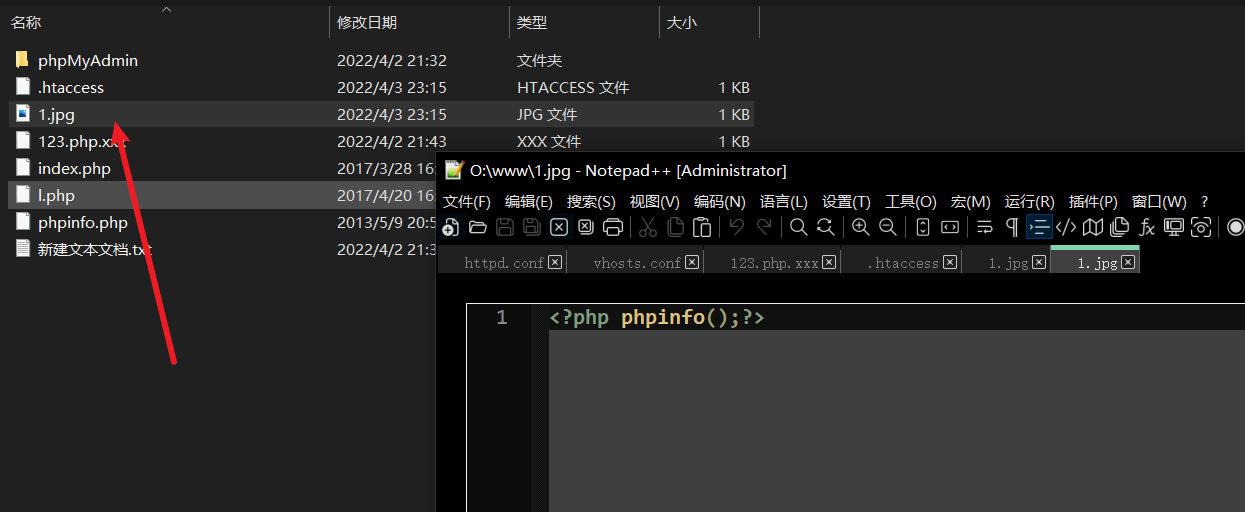 名称 修改日期 类型 大小
phpMyAdmin 2022/4/2 21:32 文件夹
.htaccess 2022/4/3 23:15 HTACCESS 文件 1 KB
1.jpg 2022/4/3 23:15 JPG 文件 1 KB
123.php.xxx 2022/4/2 21:43 XXX 文件 1 KB
index.php 2017/3/28 16:
l.php 2017/4/20 16:
phpinfo.php 2013/5/9 20:5
新建文本文档.txt 2022/4/2 21:3
O:\www\1.jpg - Notepad++ [Administrator]
文件(F) 编辑(E) 搜索(S) 视图(V) 编码(N) 语言(L) 设置(T) 工具(O) 宏(M) 运行(R) 插件(P) 窗口(W) ?
httpd.conf vhosts.conf 123.php.xxx .htaccess 1.jpg 1.jpg
1 <?php phpinfo();?>